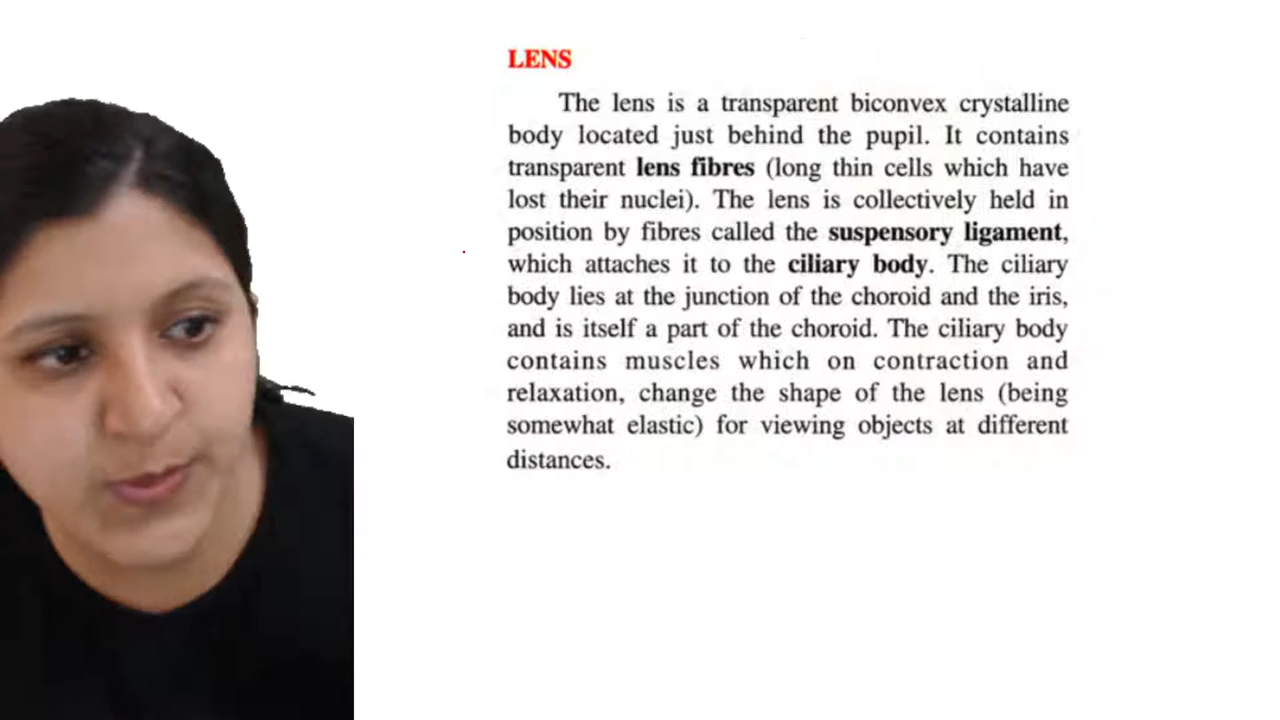 LENS
The lens is a transparent biconvex crystalline
body located just behind the pupil. It contains
transparent lens fibres (long thin cells which have
lost their nuclei). The lens is collectively held in
position by fibres called the suspensory ligament,
which attaches it to the ciliary body. The ciliary
body lies at the junction of the choroid and the iris,
and is itself a part of the choroid. The ciliary body
contains muscles which on contraction and
relaxation, change the shape of the lens (being
somewhat elastic) for viewing objects at different
distances.